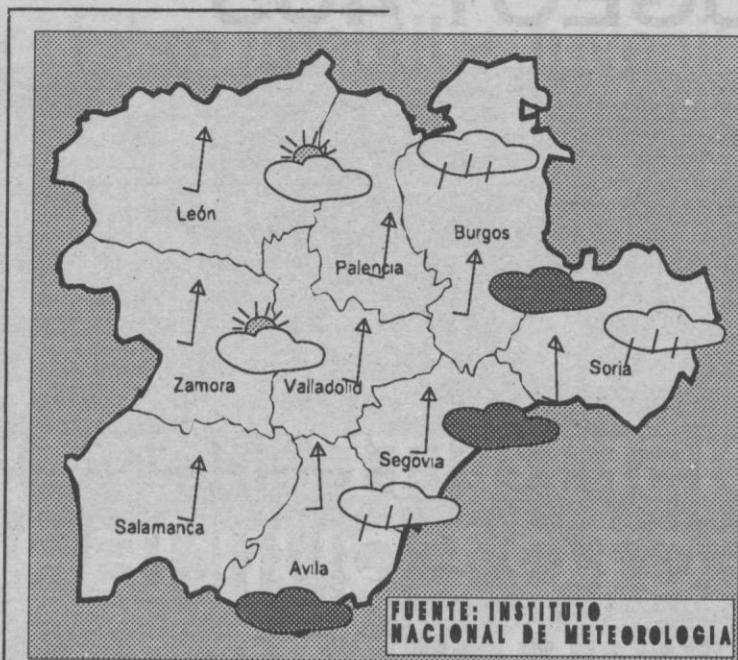 León
Palencia
Burgos
Zamora
Valladolid
Soria
Segovia
Salamanca
Avila
FUENTE: INSTITUTO
NACIONAL DE METEOROLOGIA